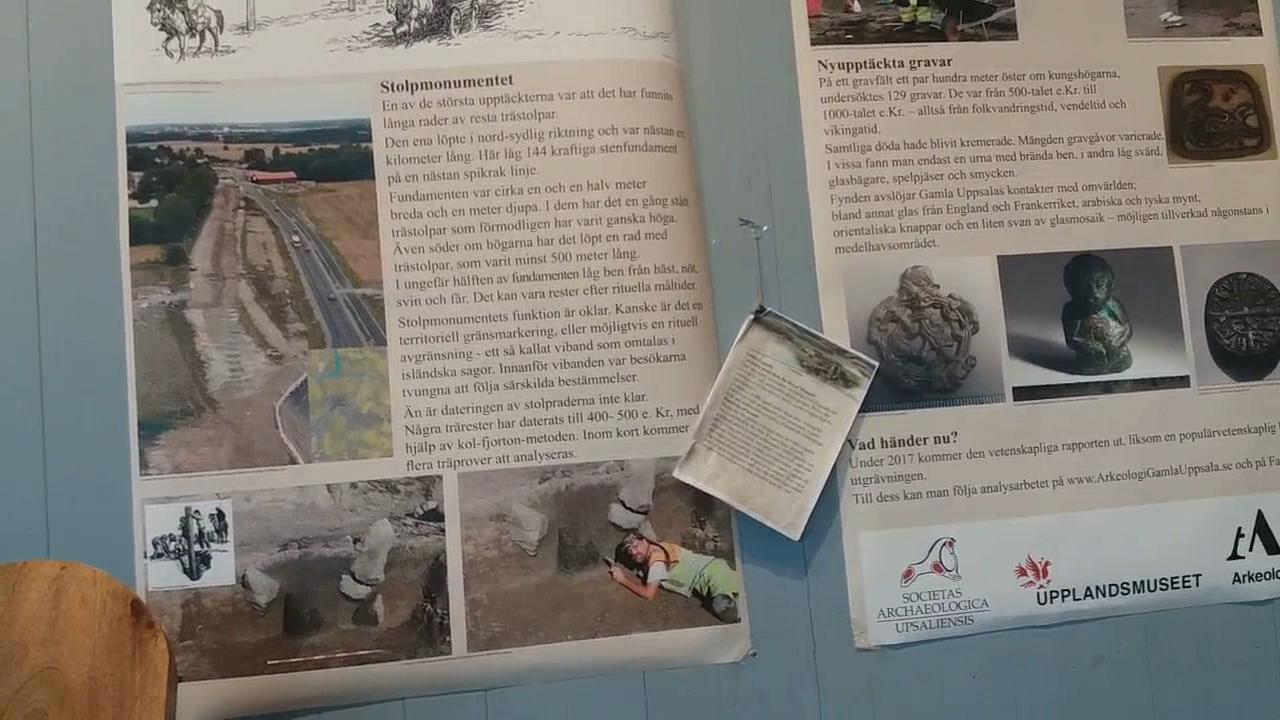 Stolpmonumentet
En av de största upptäckterna var att det har funnits
långa rader av resta trästolpar.
Den ena löpte i nord-sydlig riktning och var nästan en
kilometer lång. Här låg 144 kraftiga stenfundament
på en nästan spikrak linje.
Fundamenten var cirka en och en halv meter
breda och en meter djupa. I dem har det en gång stått
trästolpar som förmodligen har varit ganska höga.
Även söder om högarna har det löpt en rad med
trästolpar, som varit minst 500 meter lång.
I ungefär hälften av fundamenten låg ben från häst, nöt,
svin och får. Det kan vara rester efter rituella måltider.
Stolpmonumentets funktion är oklar. Kanske är det en
territoriell gränsmarkering, eller möjligtvis en rituell
avgränsning - ett så kallat viband som omtalas i
isländska sagor. Innanför vibanden var besökarna
tvungna att följa särskilda bestämmelser.
Än är dateringen av stolpraderna inte klar.
Några trärester har daterats till 400- 500 e. Kr, med
hjälp av kol-fjorton-metoden. Inom kort kommer
flera träprover att analyseras.
Nyupptäckta gravar
På ett gravfält ett par hundra meter öster om kungshögarna,
undersöktes 129 gravar. De var från 500-talet e.Kr. till
1000-talet e.Kr. – alltså från folkvandringstid, vendeltid och
vikingatid.
Samtliga döda hade blivit kremerade. Mängden gravgåvor varierade.
I vissa fann man endast en urna med brända ben, i andra låg svärd,
glasbägare, spelpjäser och smycken.
Fynden avslöjar Gamla Uppsalas kontakter med omvärlden;
bland annat glas från England och Frankerriket, arabiska och tyska mynt,
orientaliska knappar och en liten svan av glasmosaik – möjligen tillverkad någonstans i
medelhavsområdet.
Vad händer nu?
Under 2017 kommer den vetenskapliga rapporten ut, liksom en populärvetenskaplig
utgrävningen.
Till dess kan man följa analysarbetet på www.ArkeologiGamlaUppsala.se och på Fa
SOCIETAS
ARCHAEOLOGICA
UPSALIENSIS
UPPLANDSMUSEET
Arkeolo